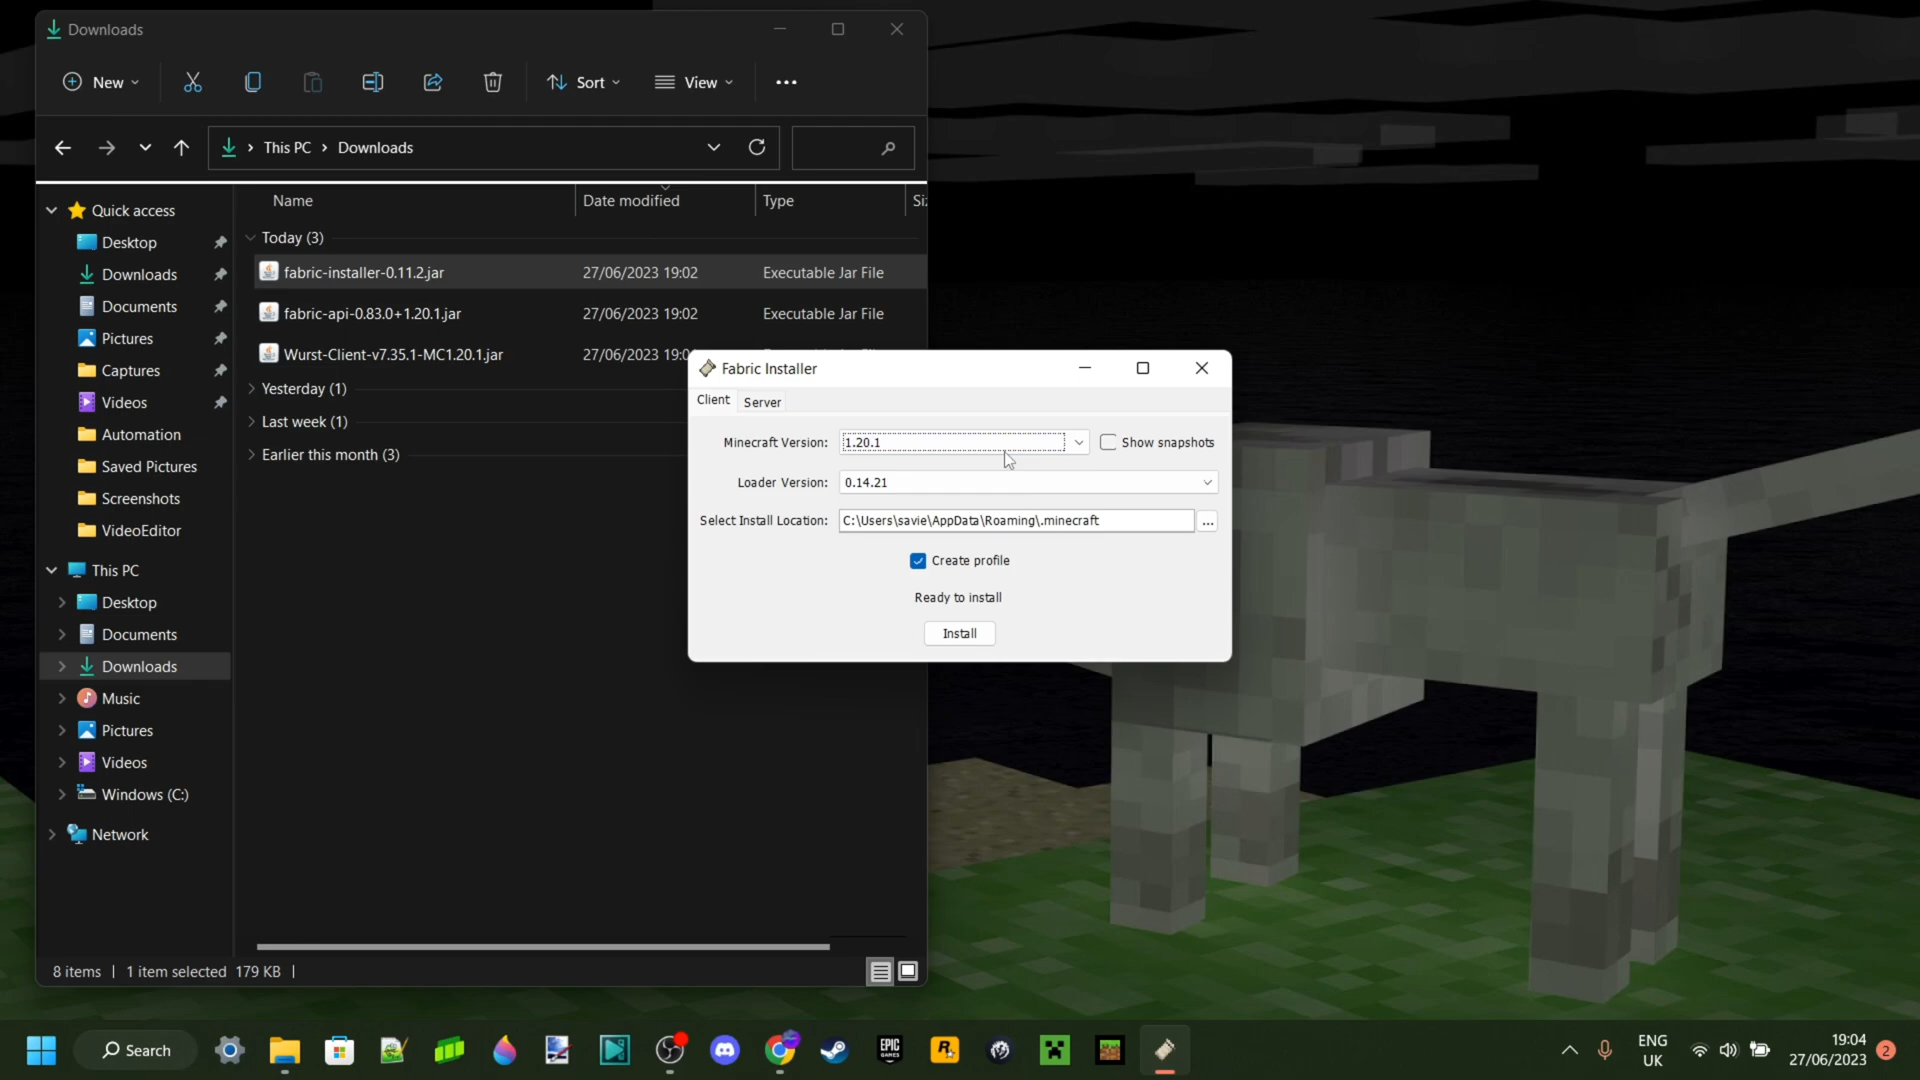 Downloads
New
Sort
View
This PC
Downloads
Name
Date modified
Type
Quick access
Desktop
Downloads
Documents
Pictures
Captures
Videos
Automation
Saved Pictures
Screenshots
VideoEditor
This PC
Desktop
Documents
Downloads
Music
Pictures
Videos
Windows (C:)
Network
Today (3)
fabric-installer-0.11.2.jar 27/06/2023 19:02 Executable Jar File
fabric-api-0.83.0+1.20.1.jar 27/06/2023 19:02 Executable Jar File
Wurst-Client-v7.35.1-MC1.20.1.jar 27/06/2023
Yesterday (1)
Last week (1)
Earlier this month (3)
8 items 1 item selected 179 KB
Fabric Installer
Client Server
Minecraft Version: 1.20.1 Show snapshots
Loader Version: 0.14.21
Select Install Location: C:\Users\savie\AppData\Roaming\.minecraft ...
Create profile
Ready to install
Install
Search
EPIC
GAMES
R
ENG
UK
19:04
27/06/2023
2